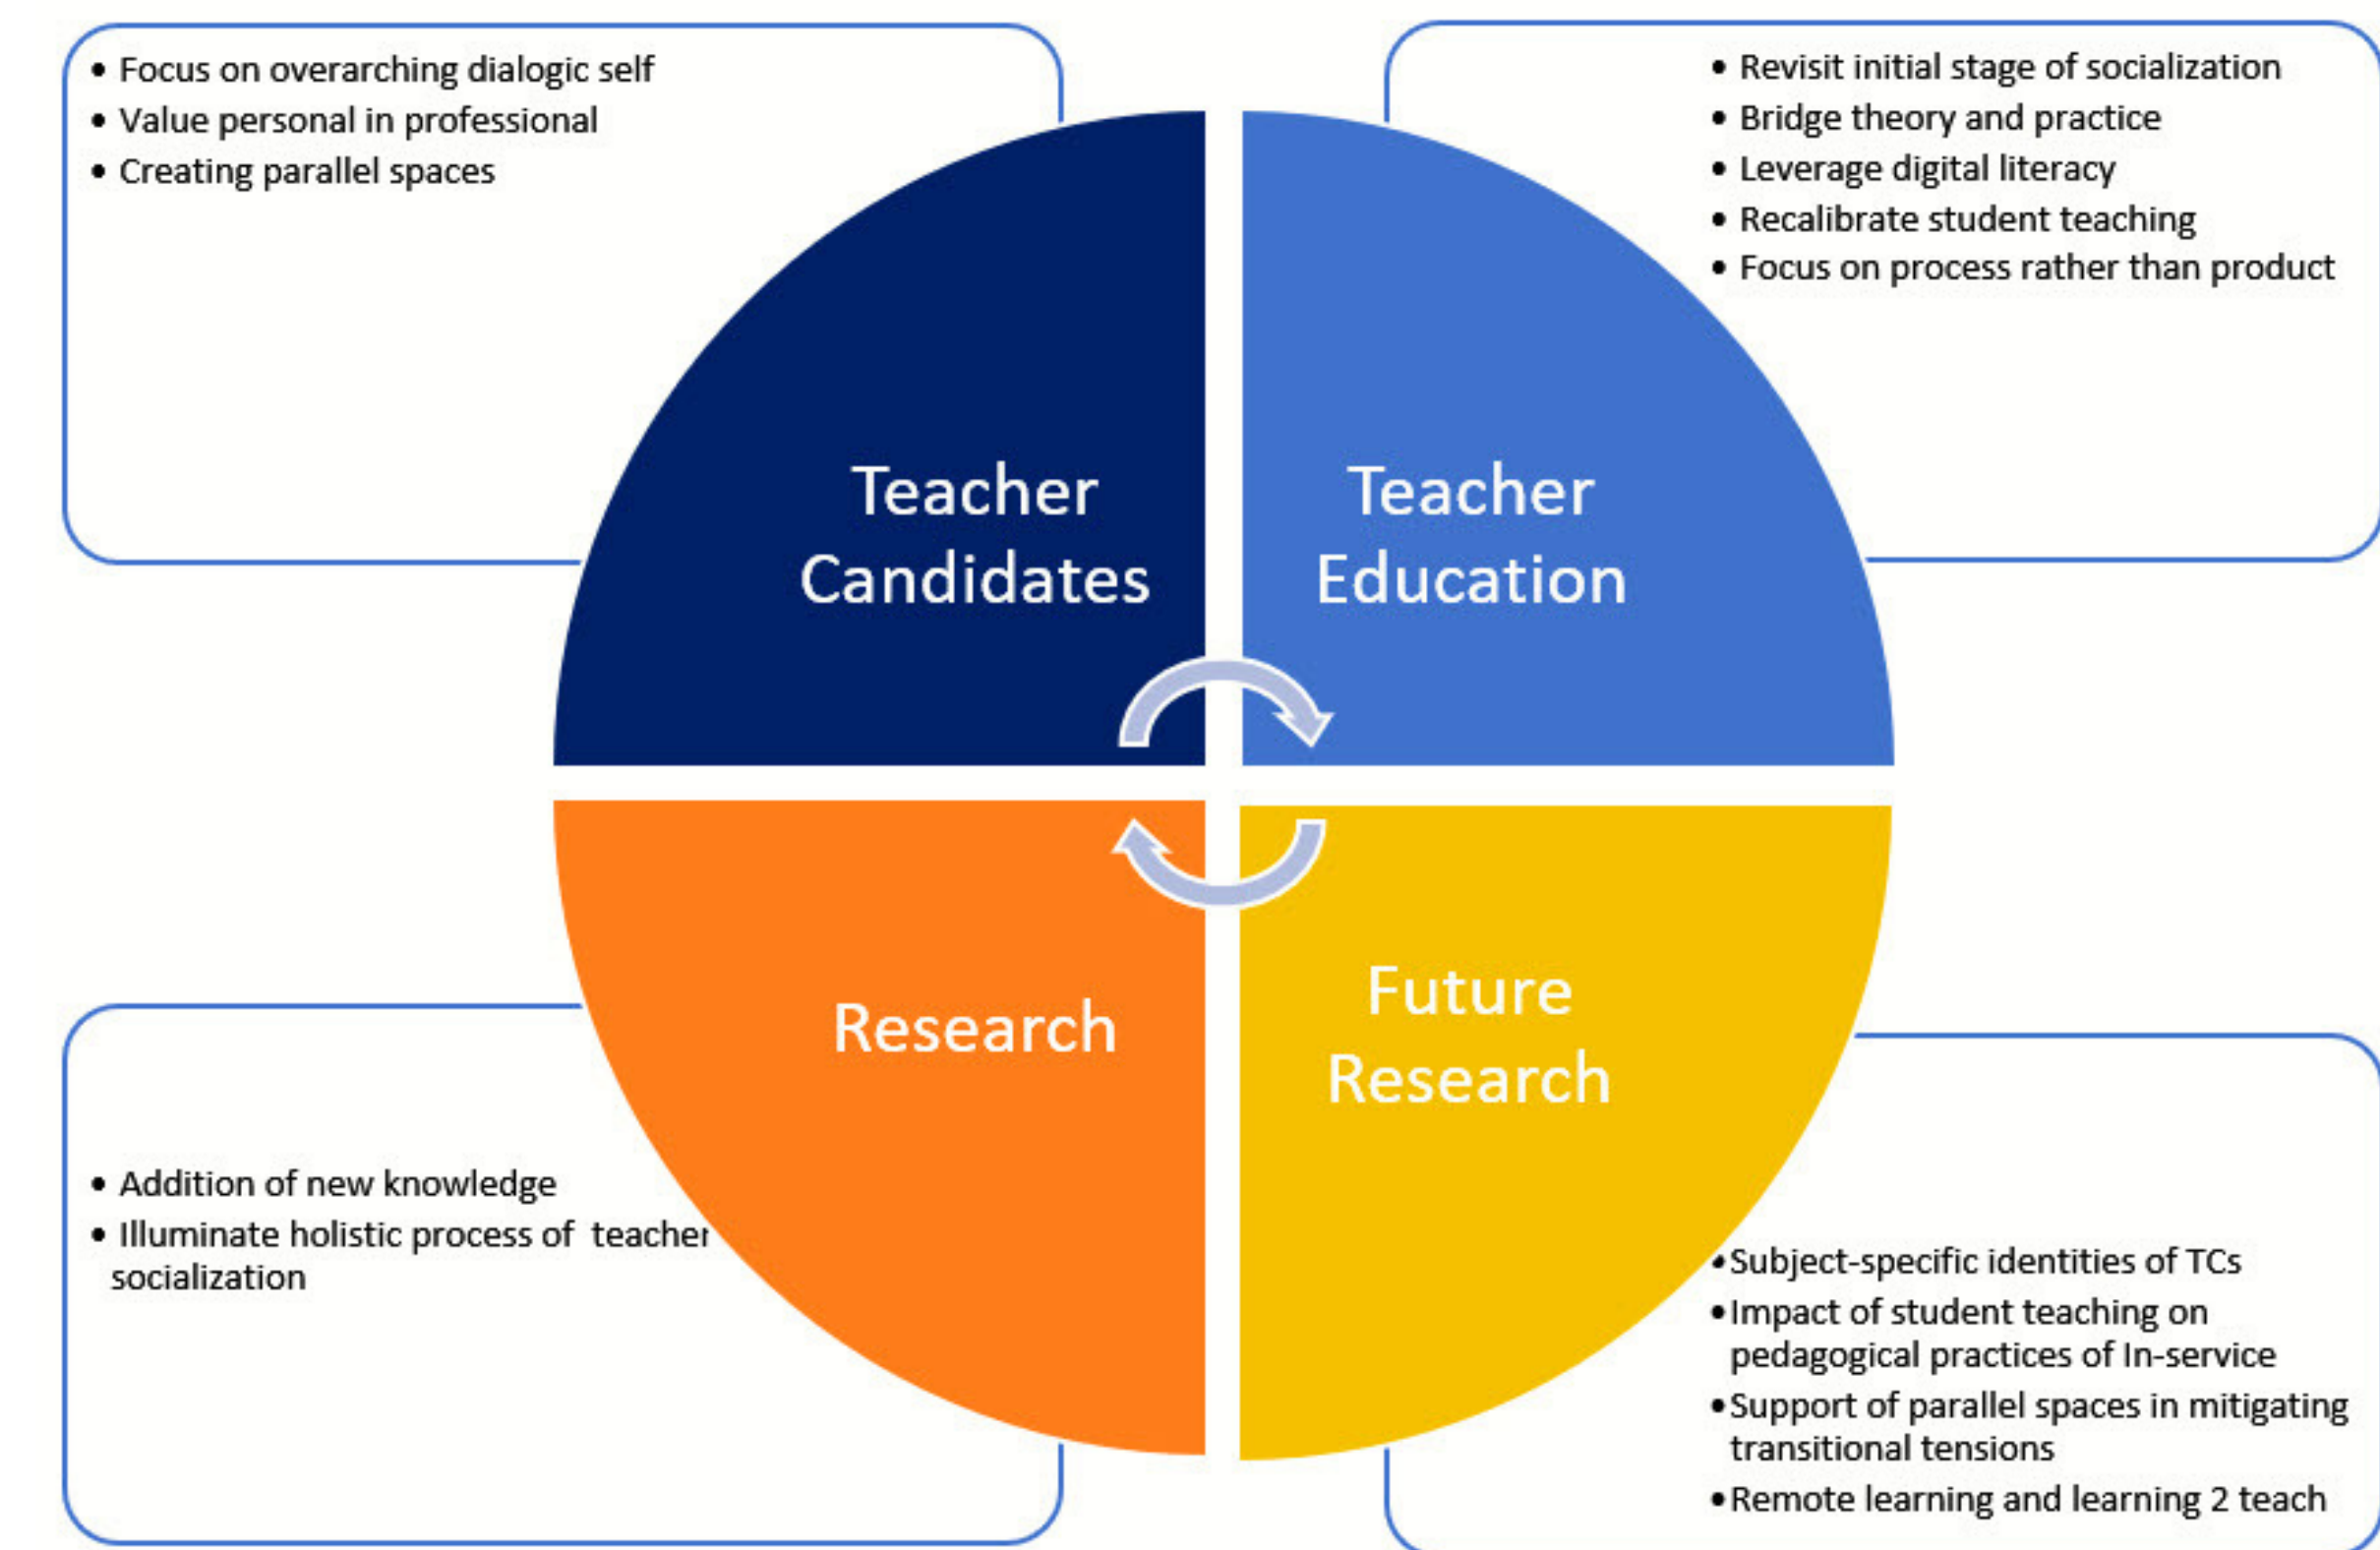 • Focus on overarching dialogic self
• Value personal in professional
• Creating parallel spaces
• Revisit initial stage of socialization
• Bridge theory and practice
• Leverage digital literacy
• Recalibrate student teaching
• Focus on process rather than product
Teacher
Candidates
Teacher
Education
Research
Future
Research
• Addition of new knowledge
• Illuminate holistic process of teacher
socialization
•Subject-specific identities of TCs
•Impact of student teaching on
pedagogical practices of In-service
•Support of parallel spaces in mitigating
transitional tensions
•Remote learning and learning 2 teach